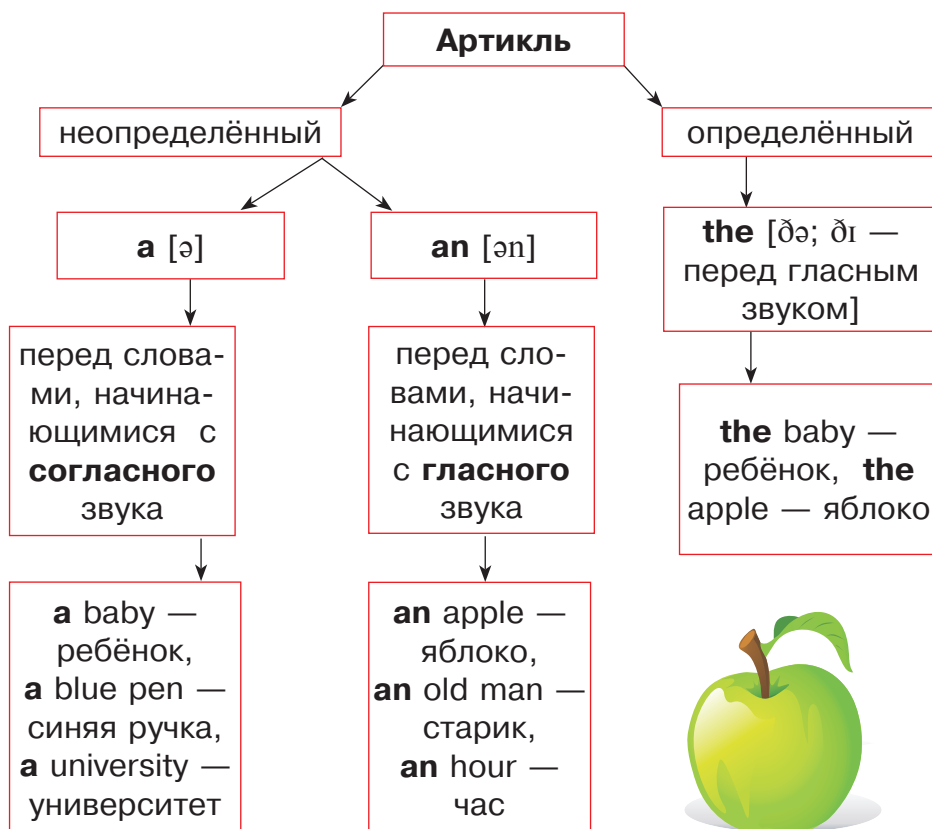 Артикль
неопределённый
определённый
a [ə]
an [ən]
the [ðə; ðɪ —
перед гласным
звуком]
перед слова-
ми, начина-
ющимися с
согласного
звука
перед сло-
вами, начи-
нающимися
с гласного
звука
the baby —
ребёнок, the
apple — яблоко
a baby —
ребёнок,
a blue pen —
синяя ручка,
a university —
университет
an apple —
яблоко,
an old man —
старик,
an hour —
час